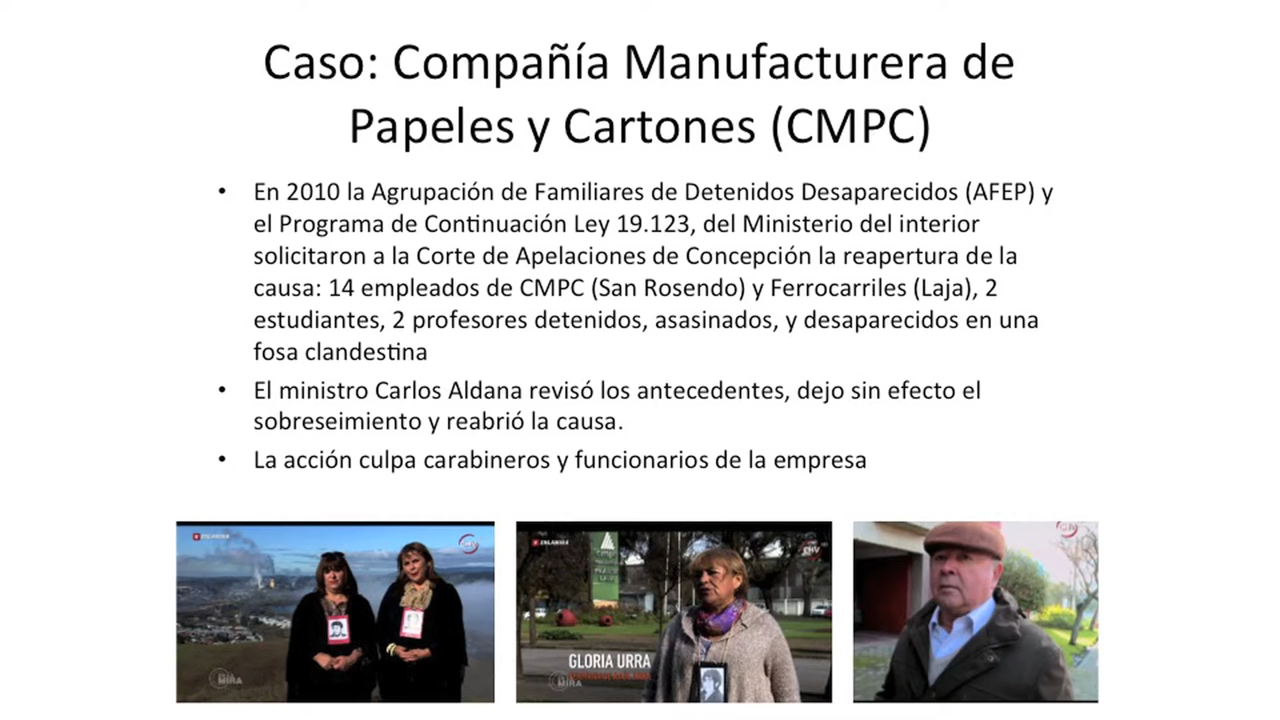 Caso: Compañía Manufacturera de
Papeles y Cartones (CMPC)
• En 2010 la Agrupación de Familiares de Detenidos Desaparecidos (AFEP) y
el Programa de Continuación Ley 19.123, del Ministerio del interior
solicitaron a la Corte de Apelaciones de Concepción la reapertura de la
causa: 14 empleados de CMPC (San Rosendo) y Ferrocarriles (Laja), 2
estudiantes, 2 profesores detenidos, asasinados, y desaparecidos en una
fosa clandestina
• El ministro Carlos Aldana revisó los antecedentes, dejo sin efecto el
sobreseimiento y reabrió la causa.
• La acción culpa carabineros y funcionarios de la empresa
MIRA
CHV
GLORIA URRA
MIRA